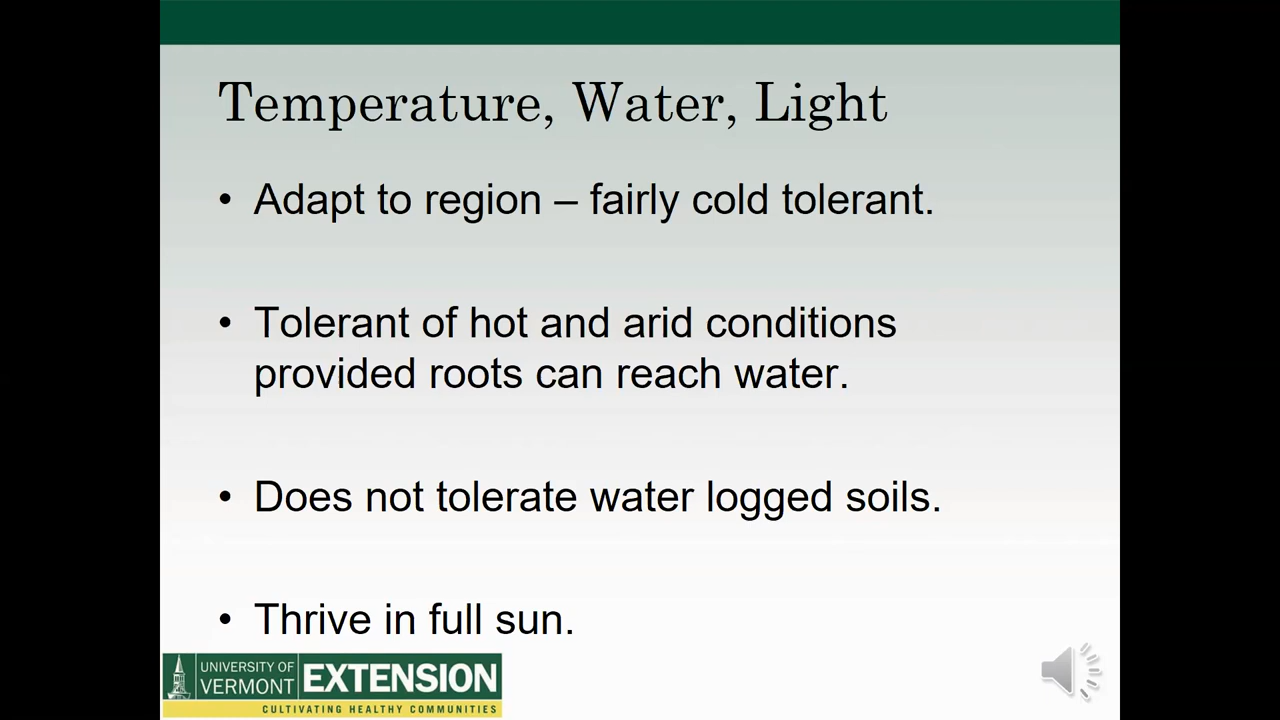 Temperature, Water, Light
• Adapt to region – fairly cold tolerant.
• Tolerant of hot and arid conditions
provided roots can reach water.
• Does not tolerate water logged soils.
• Thrive in full sun.
UNIVERSITY OF
VERMONT
EXTENSION
CULTIVATING HEALTHY COMMUNITIES